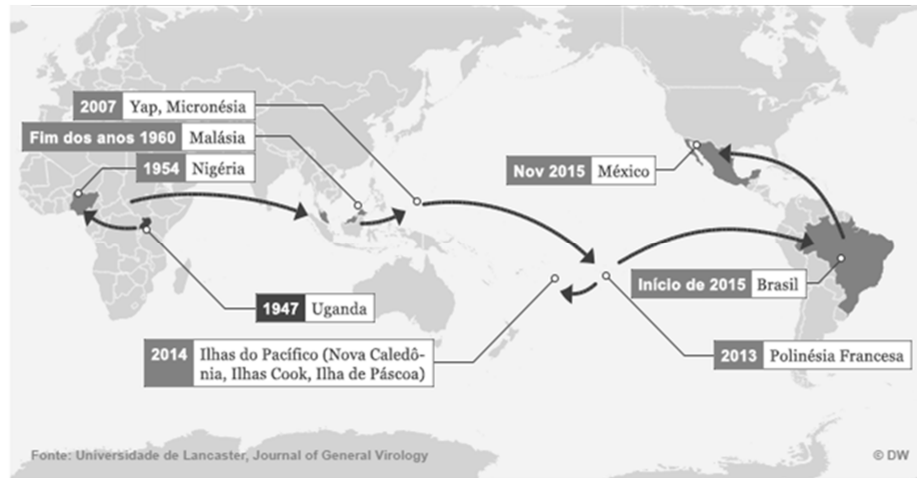 2007 Yap, Micronésia
Fim dos anos 1960 Malásia
1954 Nigéria
Nov 2015 México
1947 Uganda
Início de 2015 Brasil
2014 Ilhas do Pacífico (Nova Caledô-
nia, Ilhas Cook, Ilha de Páscoa)
2013 Polinésia Francesa
Fonte: Universidade de Lancaster, Journal of General Virology
© DW